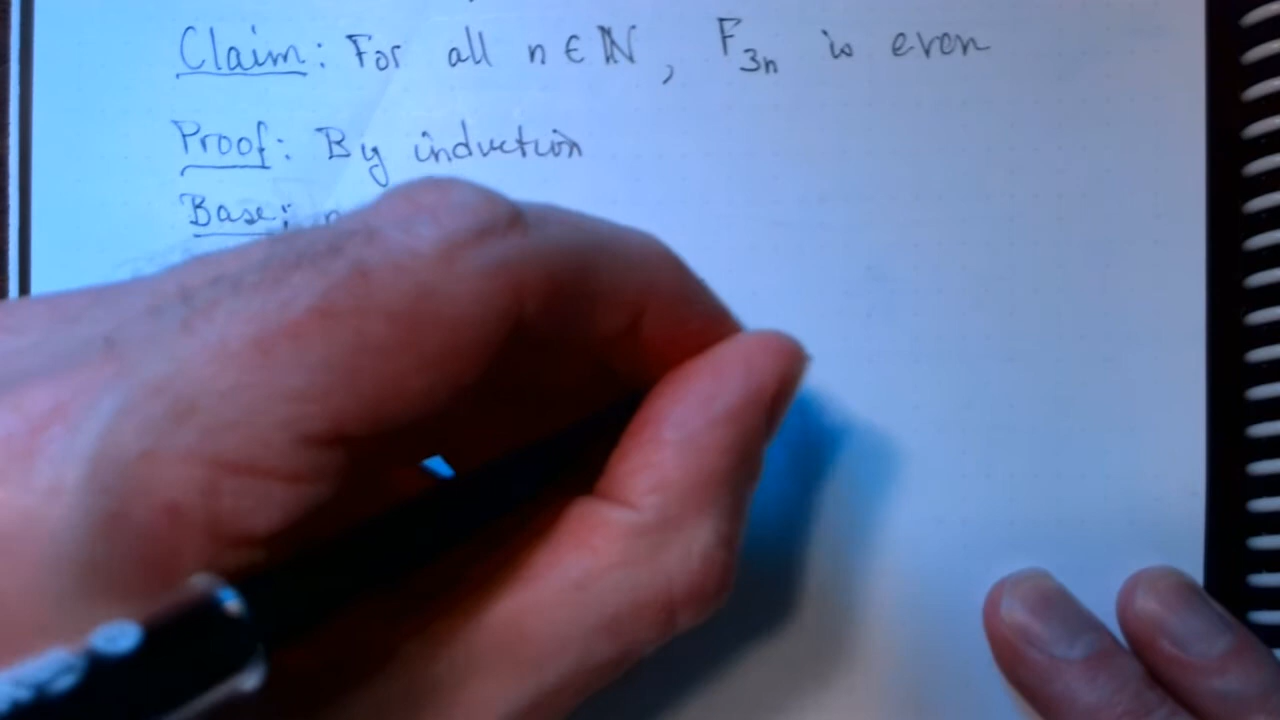 Claim: For all n ∈ ℕ, F₃ₙ is even
Proof: By induction
Base: n